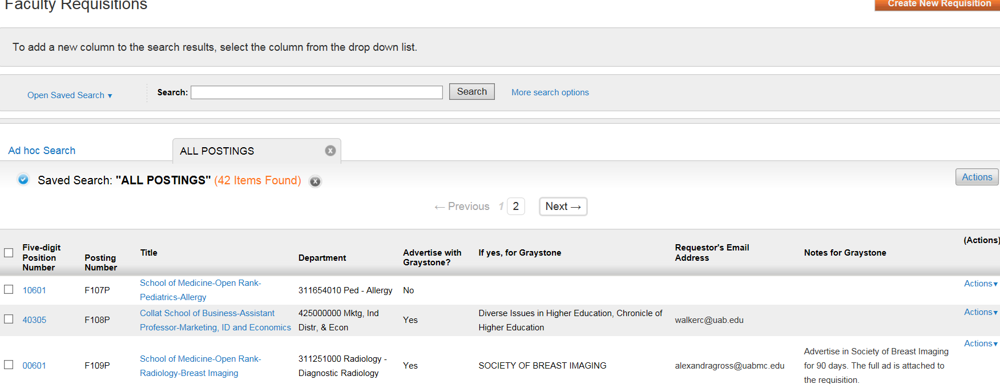 Faculty Requisitions
Create New Requisition
To add a new column to the search results, select the column from the drop down list.
Open Saved Search ▼
Search:
Search
More search options
Ad hoc Search
ALL POSTINGS
Saved Search: "ALL POSTINGS" (42 Items Found)
Actions
← Previous 1 2 Next →
(Actions)
Five-digit
Position
Number
Posting
Number
Title
Department
Advertise with
Graystone?
If yes, for Graystone
Requestor's Email
Address
Notes for Graystone
10601
F107P
School of Medicine-Open Rank-
Pediatrics-Allergy
311654010 Ped - Allergy
No
Actions▼
40305
F108P
Collat School of Business-Assistant
Professor-Marketing, ID and Economics
425000000 Mktg, Ind
Distr, & Econ
Yes
Diverse Issues in Higher Education, Chronicle of
Higher Education
walkerc@uab.edu
Actions▼
00601
F109P
School of Medicine-Open Rank-
Radiology-Breast Imaging
311251000 Radiology -
Diagnostic Radiology
Yes
SOCIETY OF BREAST IMAGING
alexandragross@uabmc.edu
Advertise in Society of Breast Imaging
for 90 days. The full ad is attached to
the requisition.
Actions▼